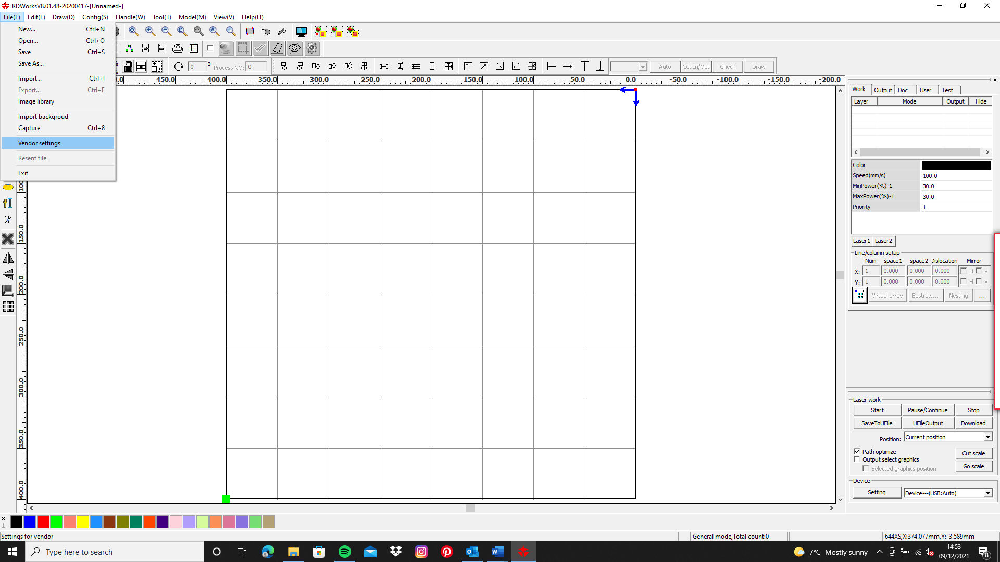 RDWorksV8.01.48-20200417-[Unnamed-]
File(F) Edit(E) Draw(D) Config(S) Handle(W) Tool(T) Model(M) View(V) Help(H)
New... Ctrl+N
Open... Ctrl+O
Save Ctrl+S
Save As...
Import... Ctrl+I
Export... Ctrl+E
Image library
Import backgroud
Capture Ctrl+8
Vendor settings
Resent file
Exit
0 ° Process NO: 0
Auto Cut In/Out Check Draw
450.0 400.0 350.0 300.0 250.0 200.0 150.0 100.0 50.0 0.0 -50.0 -100.0 -150.0 -200.0
150.0
200.0
250.0
300.0
350.0
400.0
Work Output Doc User Test
Layer Mode Output Hide
Color
Speed(mm/s) 100.0
MinPower(%)-1 30.0
MaxPower(%)-1 30.0
Priority 1
Laser1 Laser2
Line/column setup
Num space1 space2 Dislocation Mirror
X: 1 0.000 0.000 0.000 H V
Y: 1 0.000 0.000 0.000 H V
Virtual array Bestrew... Nesting ...
Laser work
Start Pause/Continue Stop
SaveToUFile UFileOutput Download
Position: Current position
Path optimize
Cut scale
Output select graphics
Selected graphics position
Go scale
Device
Setting Device---(USB:Auto)
Settings for vendor
General mode,Total count:0
644XS,X:374.077mm,Y:-3.589mm
Type here to search
7°C Mostly sunny
14:53
09/12/2021
8